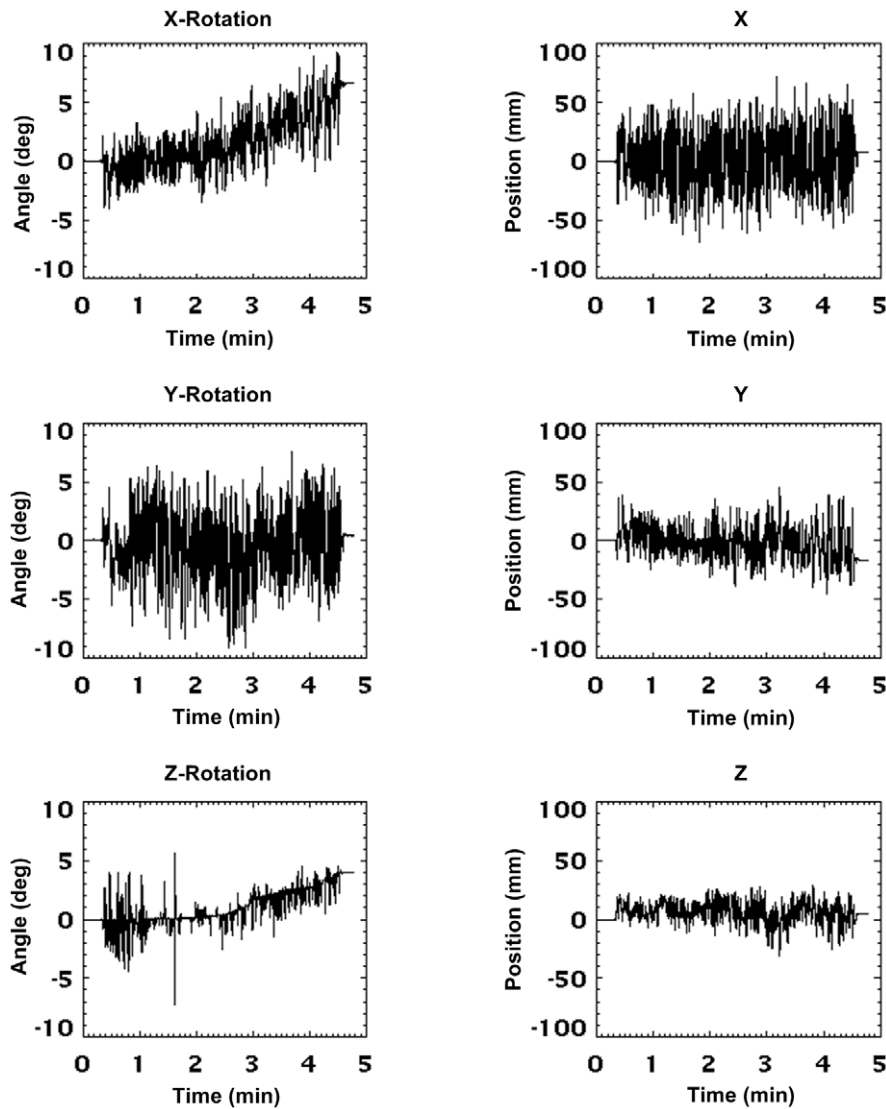 X-Rotation
10
5
0
-5
-10
Angle (deg)
0 1 2 3 4 5
Time (min)
X
100
50
0
-50
-100
Position (mm)
0 1 2 3 4 5
Time (min)
Y-Rotation
10
5
0
-5
-10
Angle (deg)
0 1 2 3 4 5
Time (min)
Y
100
50
0
-50
-100
Position (mm)
0 1 2 3 4 5
Time (min)
Z-Rotation
10
5
0
-5
-10
Angle (deg)
0 1 2 3 4 5
Time (min)
Z
100
50
0
-50
-100
Position (mm)
0 1 2 3 4 5
Time (min)